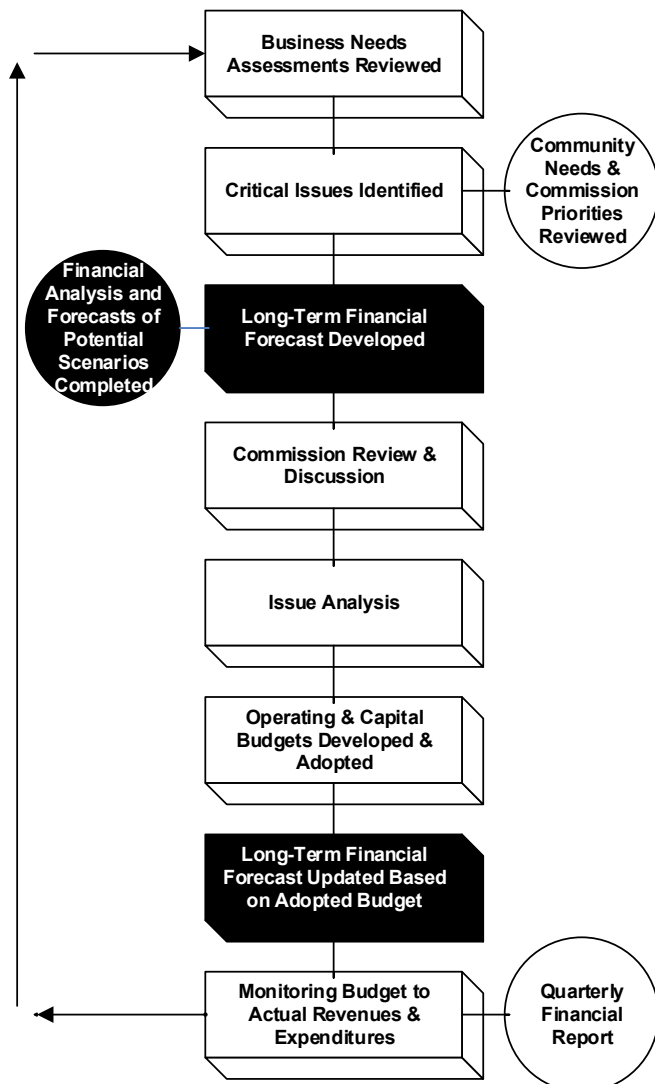 Business Needs
Assessments Reviewed
Critical Issues Identified
Community
Needs &
Commission
Priorities
Reviewed
Financial
Analysis and
Forecasts of
Potential
Scenarios
Completed
Long-Term Financial
Forecast Developed
Commission Review &
Discussion
Issue Analysis
Operating & Capital
Budgets Developed &
Adopted
Long-Term Financial
Forecast Updated Based
on Adopted Budget
Monitoring Budget to
Actual Revenues &
Expenditures
Quarterly
Financial
Report